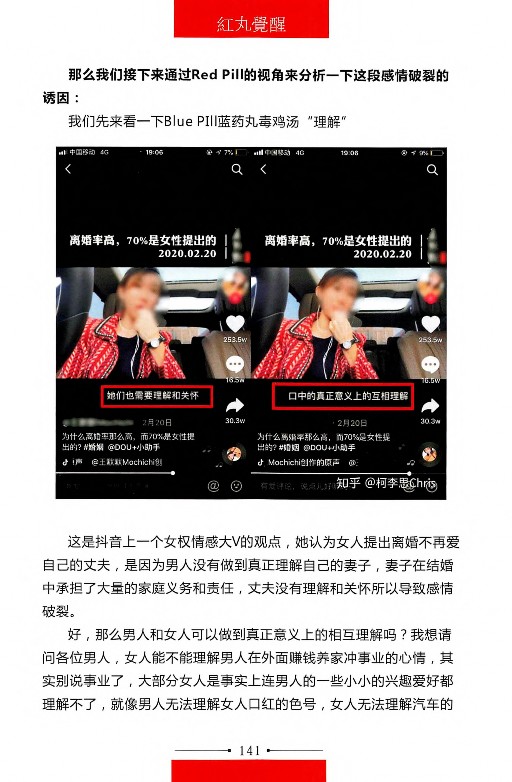 紅丸覺醒
那么我们接下来通过Red Pill的视角来分析一下这段感情破裂的
诱因：
我们先来看一下Blue PIll蓝药丸毒鸡汤“理解”
中国移动 4G 19:06 7%
离婚率高，70%是女性提出的
2020.02.20
253.5w
她们也需要理解和关怀
16.5w
30.3w
2月20日
为什么离婚率那么高，而70%是女性提
出的? #婚姻 @DOU+小助手
中国移动 4G 19:06 9%
离婚率高，70%是女性提出的
2020.02.20
253.5w
口中的真正意义上的互相理解
16.5w
30.3w
2月20日
为什么离婚率那么高，而70%是女性提
出的? #婚姻 @DOU+小助手
Mochichi创作的原声
知乎 @柯李思Chris
这是抖音上一个女权情感大V的观点，她认为女人提出离婚不再爱
自己的丈夫，是因为男人没有做到真正理解自己的妻子，妻子在结婚
中承担了大量的家庭义务和责任，丈夫没有理解和关怀所以导致感情
破裂。
好，那么男人和女人可以做到真正意义上的相互理解吗？我想请
问各位男人，女人能不能理解男人在外面赚钱养家冲事业的心情，其
实别说事业了，大部分女人是事实上连男人的一些小小的兴趣爱好都
理解不了，就像男人无法理解女人口红的色号，女人无法理解汽车的
141